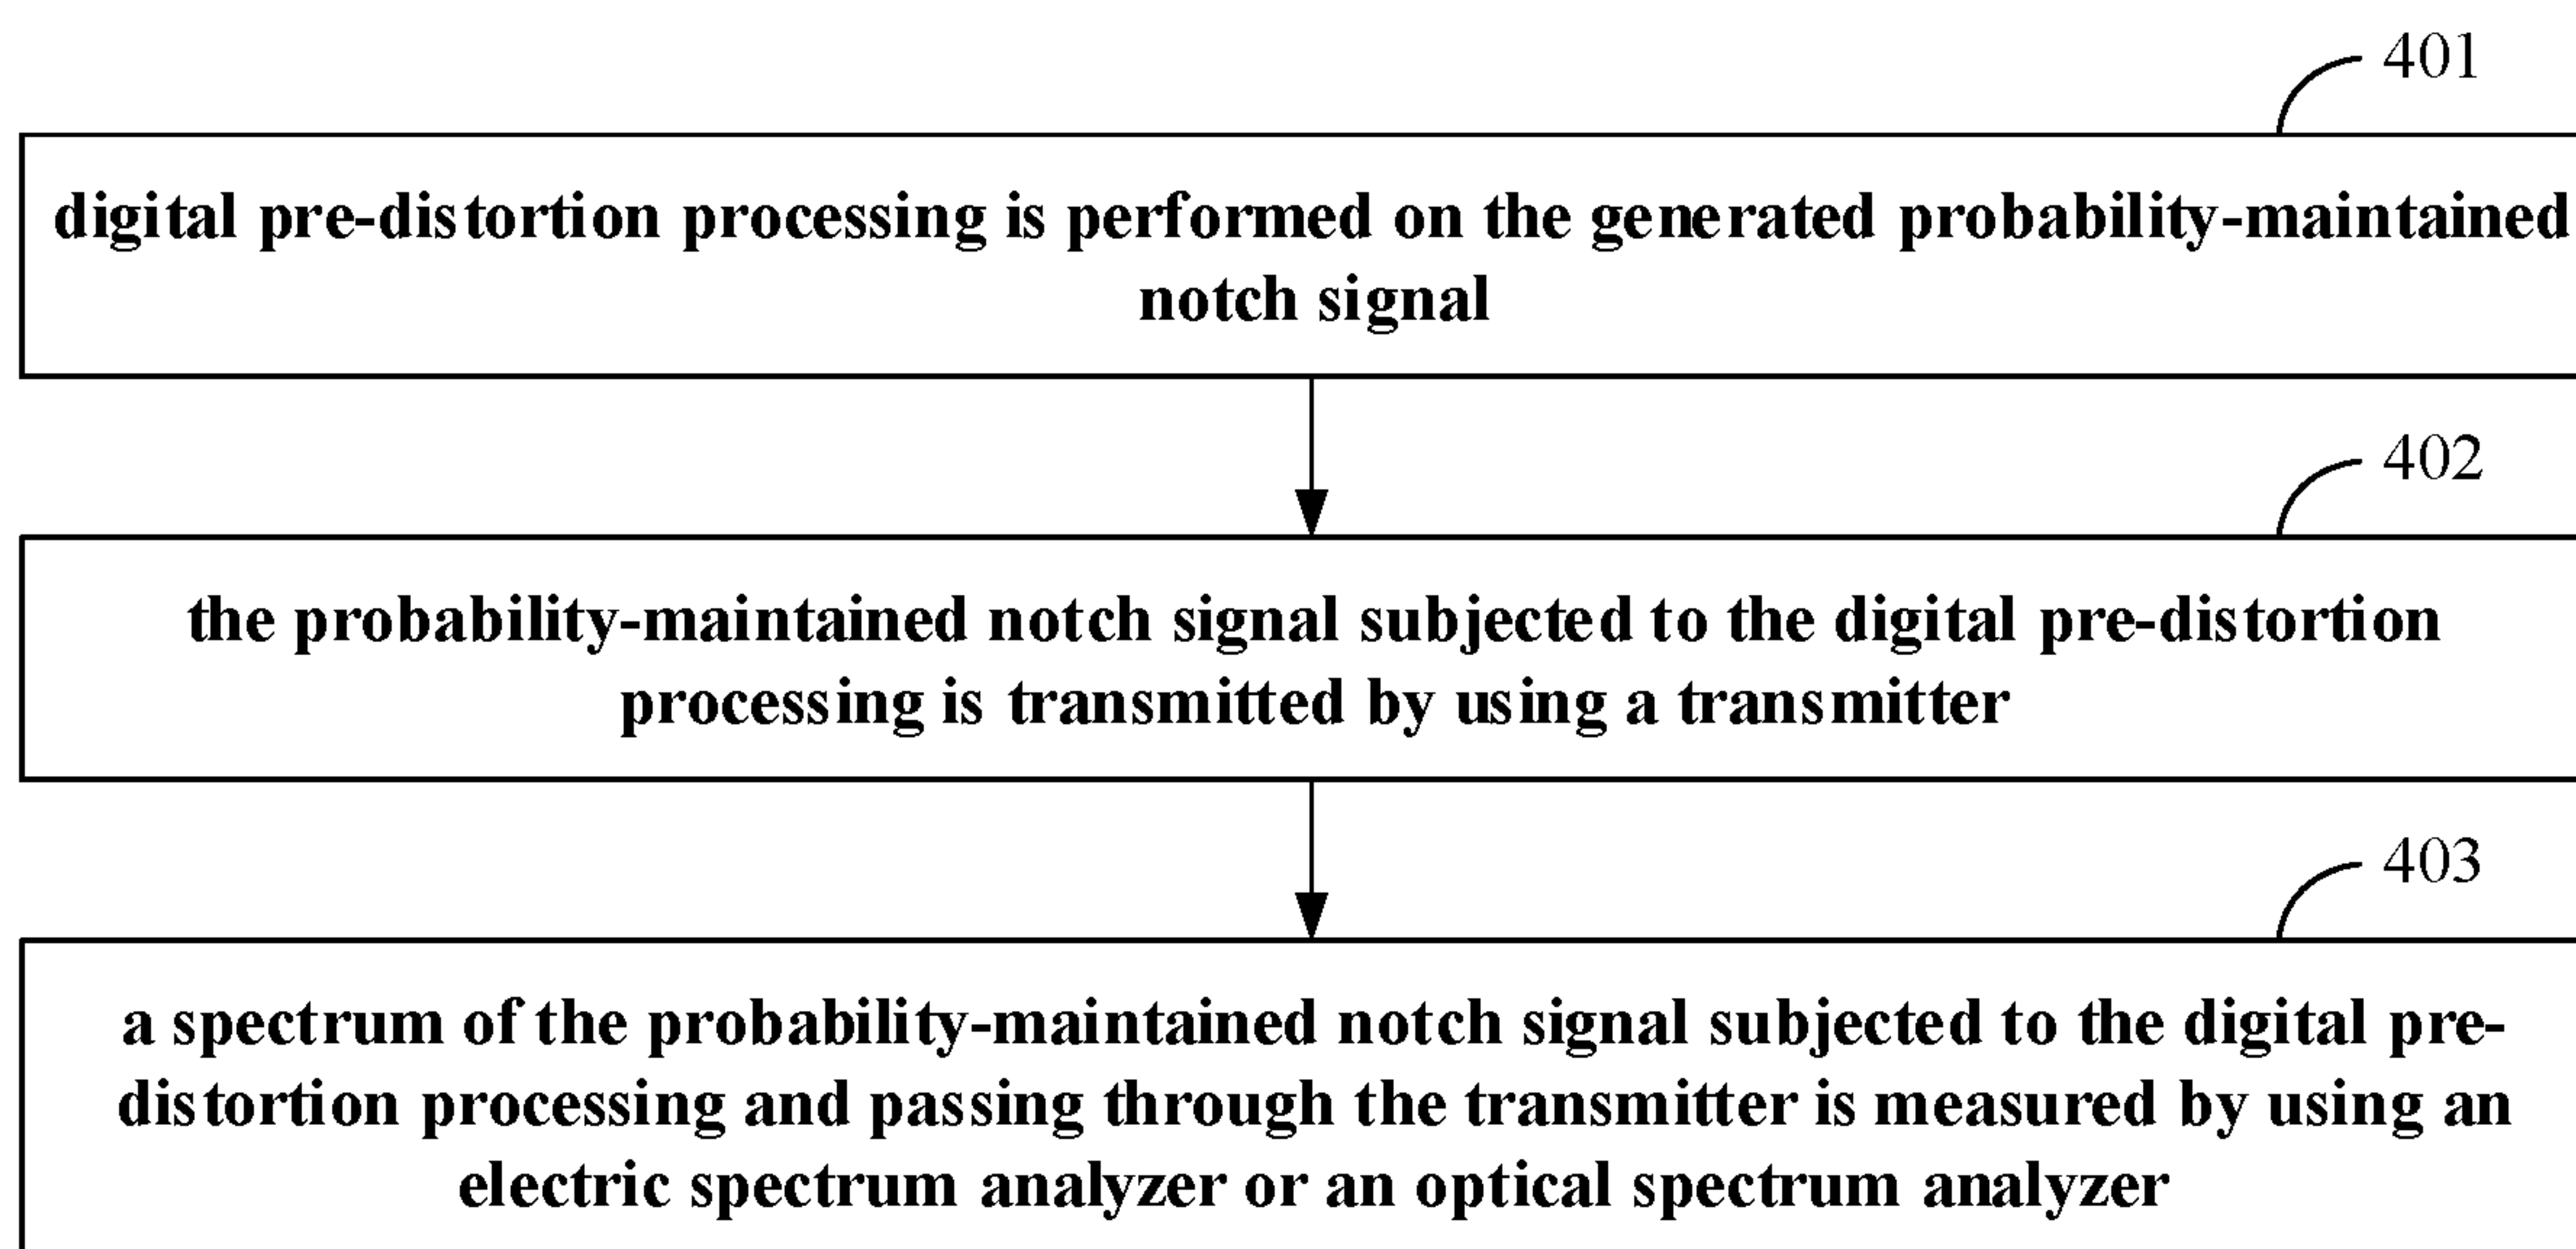 401
digital pre-distortion processing is performed on the generated probability-maintained
notch signal
402
the probability-maintained notch signal subjected to the digital pre-distortion
processing is transmitted by using a transmitter
403
a spectrum of the probability-maintained notch signal subjected to the digital pre-
distortion processing and passing through the transmitter is measured by using an
electric spectrum analyzer or an optical spectrum analyzer